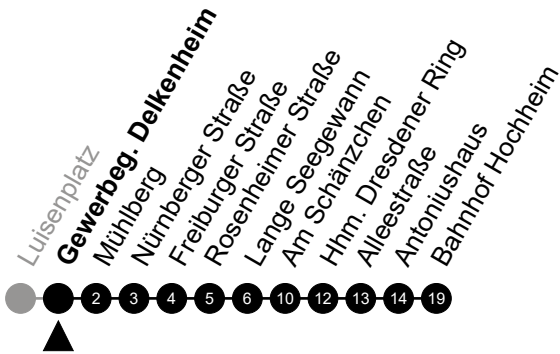 Luisenplatz
Gewerbeg. Delkenheim
Mühlberg
Nürnberger Straße
Freiburger Straße
Rosenheimer Straße
Lange Seegewann
Am Schänzchen
Hhm. Dresdener Ring
Alleestraße
Antoniushaus
Bahnhof Hochheim
2 3 4 5 6 10 12 13 14 19